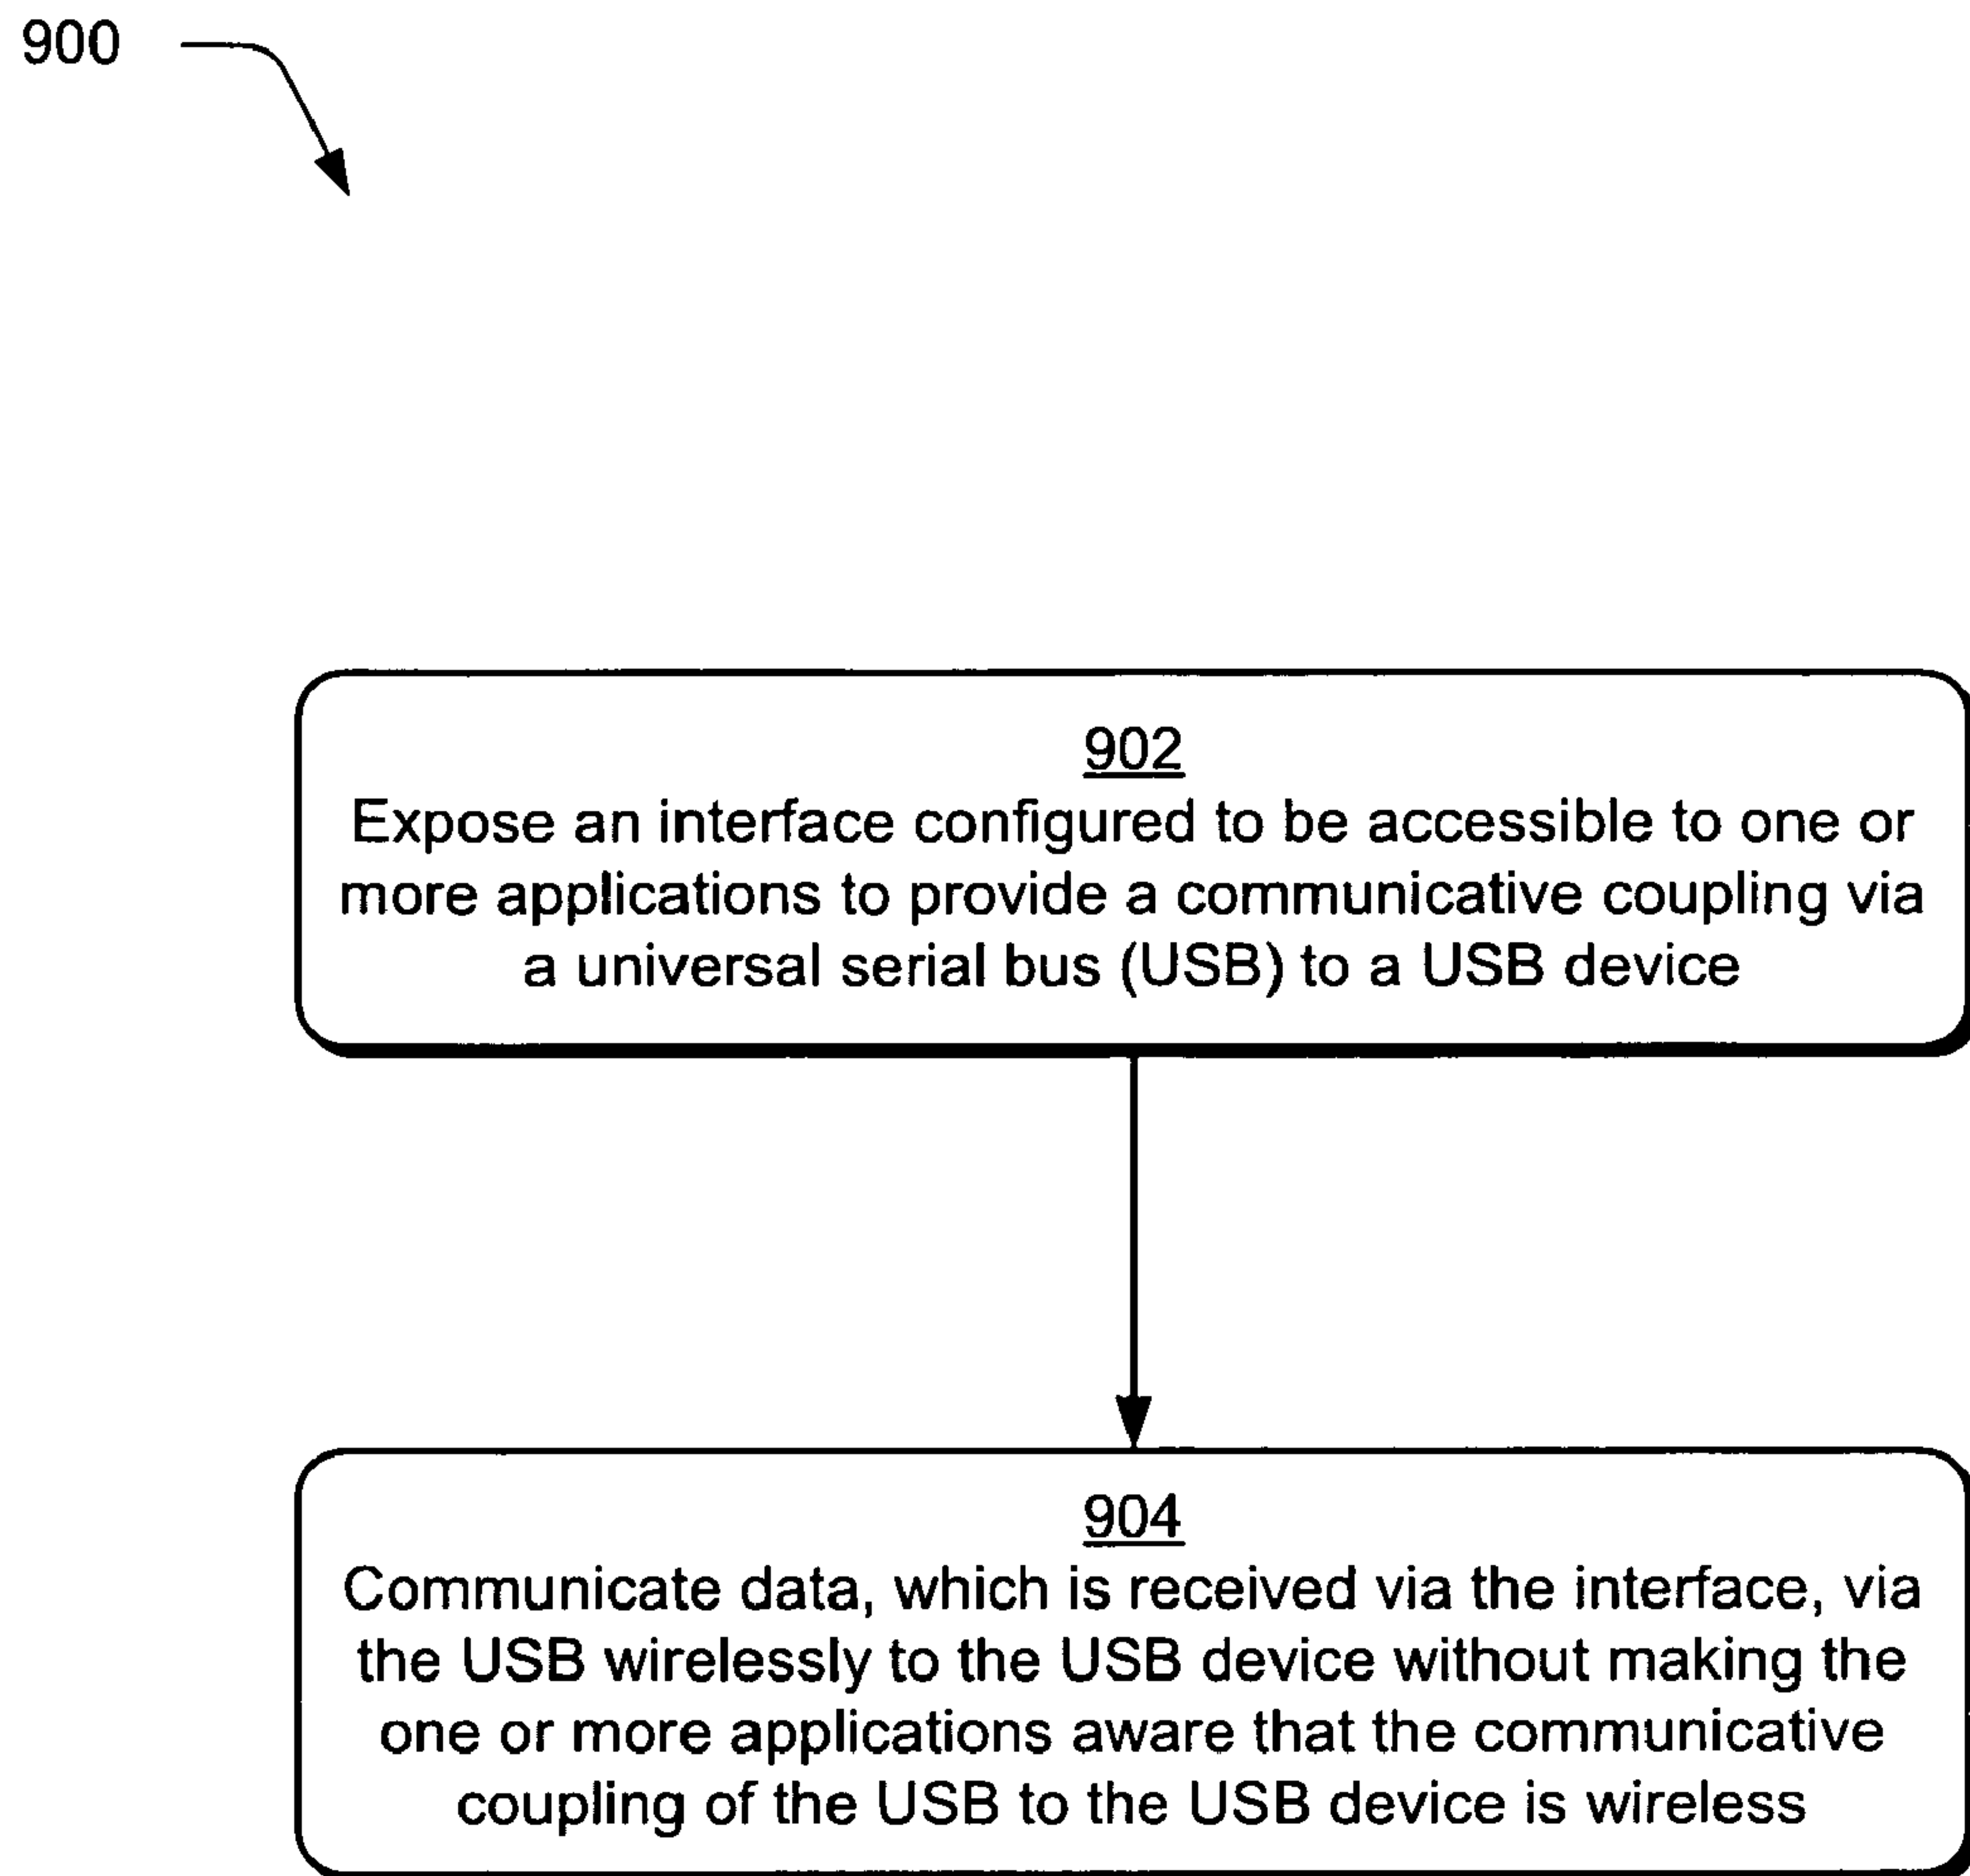 900
902
Expose an interface configured to be accessible to one or
more applications to provide a communicative coupling via
a universal serial bus (USB) to a USB device
904
Communicate data, which is received via the interface, via
the USB wirelessly to the USB device without making the
one or more applications aware that the communicative
coupling of the USB to the USB device is wireless